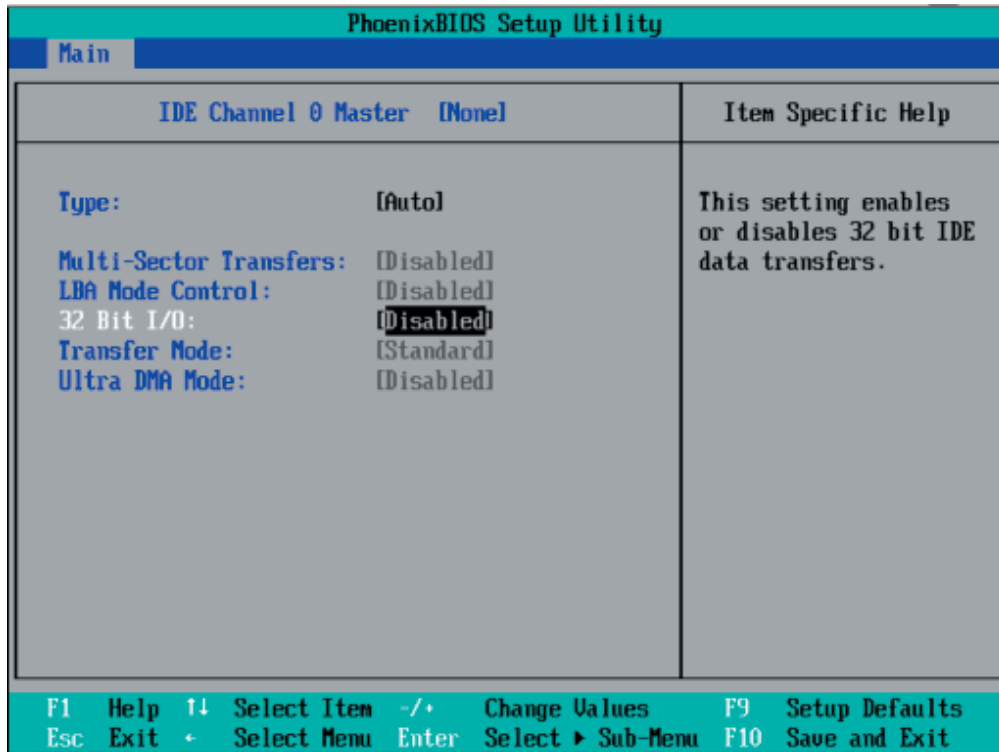 PhoenixBIOS Setup Utility
Main
IDE Channel 0 Master [None]
Item Specific Help
Type: [Auto]
Multi-Sector Transfers: [Disabled]
LBA Mode Control: [Disabled]
32 Bit I/O: [Disabled]
Transfer Mode: [Standard]
Ultra DMA Mode: [Disabled]
This setting enables
or disables 32 bit IDE
data transfers.
F1 Help ↑↓ Select Item -/+ Change Values F9 Setup Defaults
Esc Exit ← Select Menu Enter Select ▶ Sub-Menu F10 Save and Exit